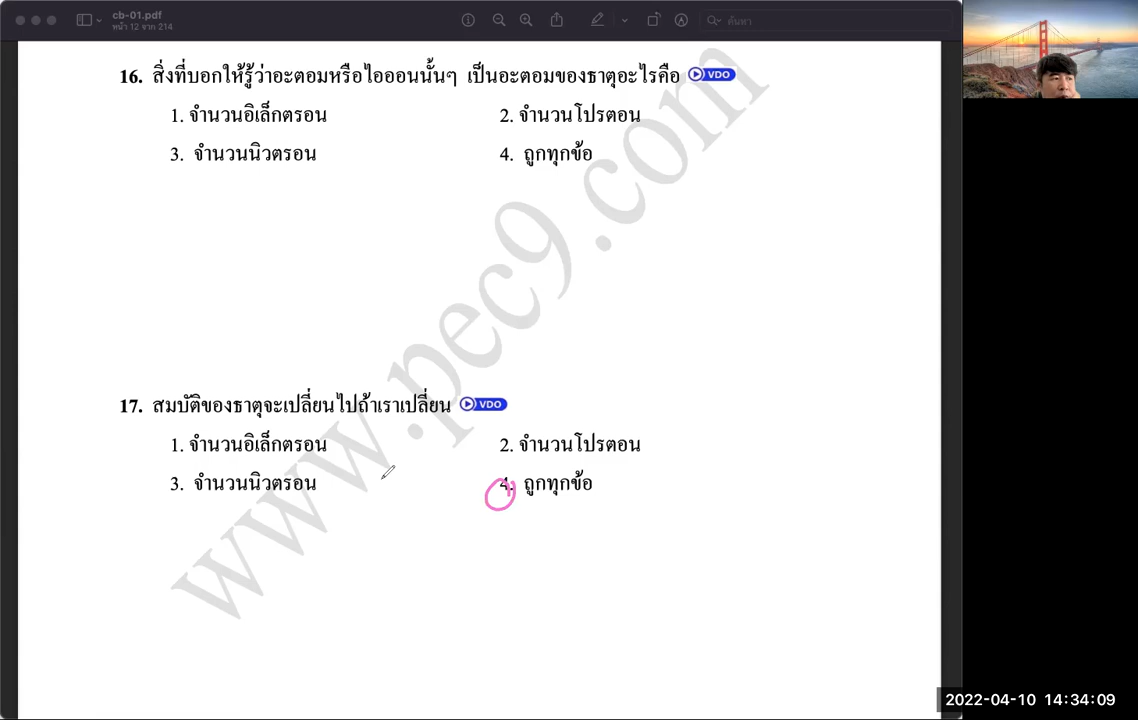 cb-01.pdf
หน้า 12 จาก 214
ค้นหา
16. สิ่งที่บอกให้รู้ว่าอะตอมหรือไอออนนั้นๆ เป็นอะตอมของธาตุอะไรคือ VDO
1. จำนวนอิเล็กตรอน 2. จำนวนโปรตอน
3. จำนวนนิวตรอน 4. ถูกทุกข้อ
www.pec9.com
17. สมบัติของธาตุจะเปลี่ยนไปถ้าเราเปลี่ยน VDO
1. จำนวนอิเล็กตรอน 2. จำนวนโปรตอน
3. จำนวนนิวตรอน 4. ถูกทุกข้อ
2022-04-10 14:34:09